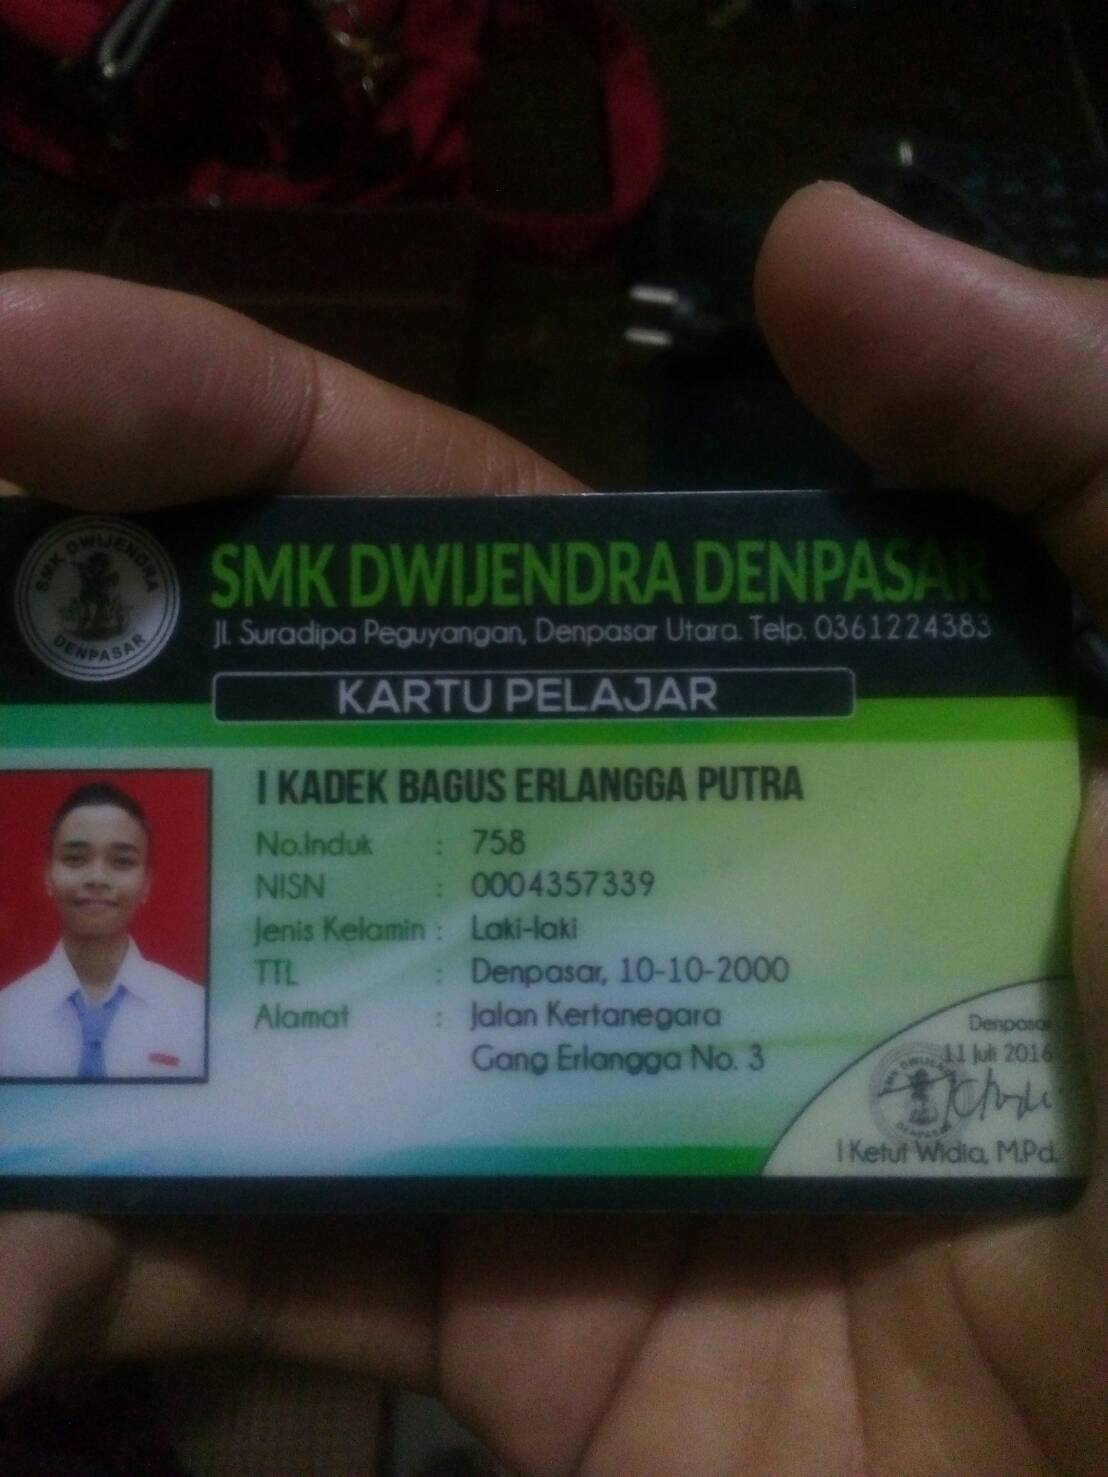 SMK DWIJENDRA DENPASAR
SMK DWIJENDRA
DENPASAR
Jl. Suradipa Peguyangan, Denpasar Utara. Telp. 0361224383
KARTU PELAJAR
I KADEK BAGUS ERLANGGA PUTRA
No.Induk : 758
NISN : 0004357339
Jenis Kelamin : Laki-laki
TTL : Denpasar, 10-10-2000
Alamat : Jalan Kertanegara
Gang Erlangga No. 3
Denpasar
11 Juli 2016
SMK DWIJENDRA
DENPASAR
I Ketut Widia, M.Pd.